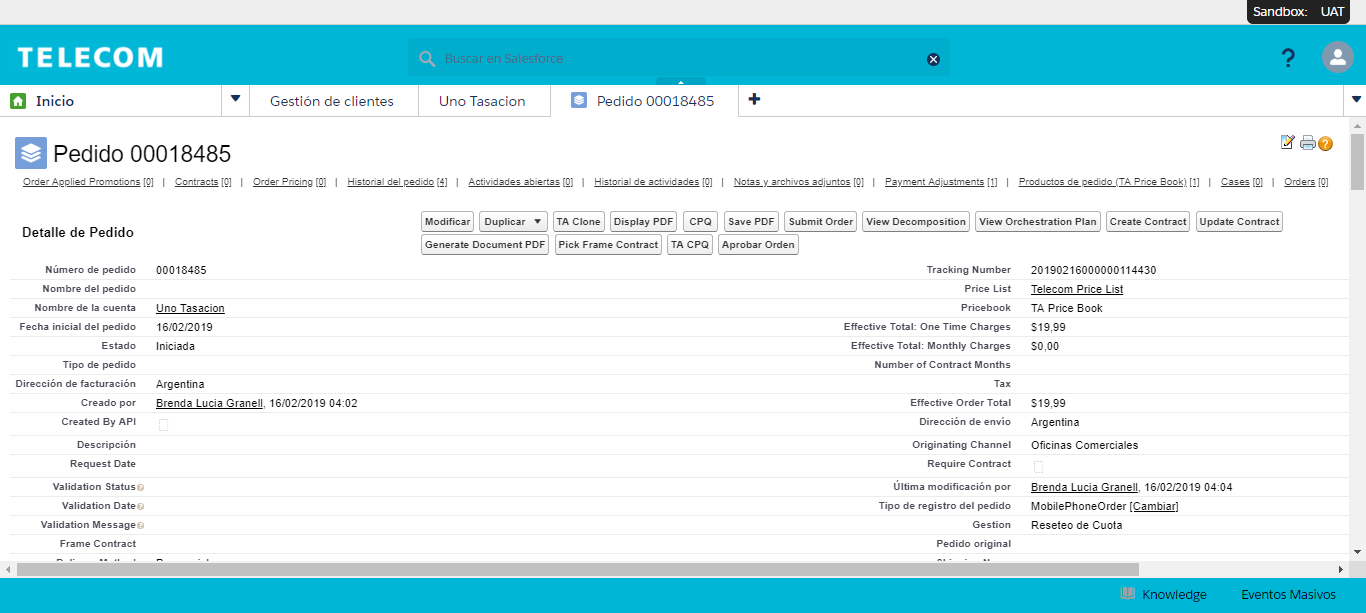 Sandbox: UAT
TELECOM
Buscar en Salesforce
?
Inicio
Gestión de clientes
Uno Tasacion
Pedido 00018485
Pedido 00018485
Order Applied Promotions [0] | Contracts [0] | Order Pricing [0] | Historial del pedido [4] | Actividades abiertas [0] | Historial de actividades [0] | Notas y archivos adjuntos [0] | Payment Adjustments [1] | Productos de pedido (TA Price Book) [1] | Cases [0] | Orders [0]
Detalle de Pedido
Modificar Duplicar TA Clone Display PDF CPQ Save PDF Submit Order View Decomposition View Orchestration Plan Create Contract Update Contract
Generate Document PDF Pick Frame Contract TA CPQ Aprobar Orden
Número de pedido 00018485 Tracking Number 20190216000000114430
Nombre del pedido Price List Telecom Price List
Nombre de la cuenta Uno Tasacion Pricebook TA Price Book
Fecha inicial del pedido 16/02/2019 Effective Total: One Time Charges $19,99
Estado Iniciada Effective Total: Monthly Charges $0,00
Tipo de pedido Number of Contract Months
Dirección de facturación Argentina Tax
Creado por Brenda Lucia Granell, 16/02/2019 04:02 Effective Order Total $19,99
Created By API Dirección de envío Argentina
Descripción Originating Channel Oficinas Comerciales
Request Date Require Contract
Validation Status Última modificación por Brenda Lucia Granell, 16/02/2019 04:04
Validation Date Tipo de registro del pedido MobilePhoneOrder [Cambiar]
Validation Message Gestion Reseteo de Cuota
Frame Contract Pedido original
Knowledge Eventos Masivos